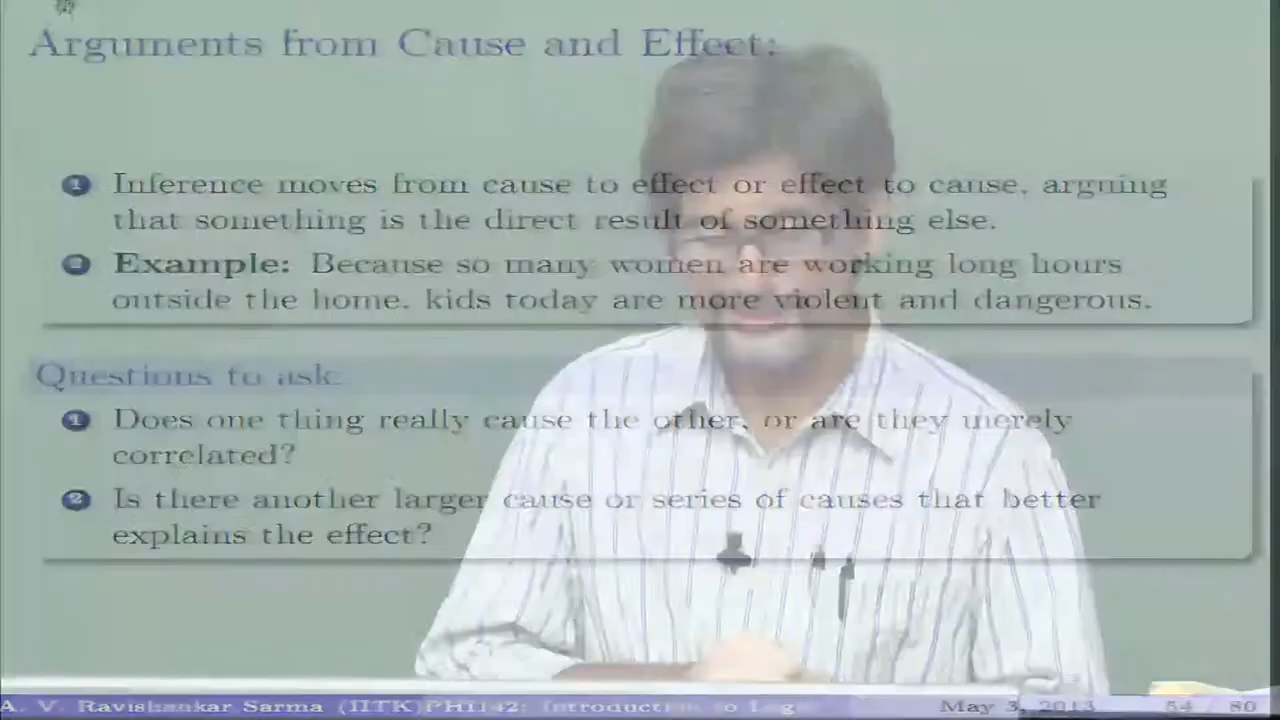 Arguments from Cause and Effect:
1 Inference moves from cause to effect or effect to cause, arguing
that something is the direct result of something else.
2 Example: Because so many women are working long hours
outside the home, kids today are more violent and dangerous.
Questions to ask:
1 Does one thing really cause the other, or are they merely
correlated?
2 Is there another larger cause or series of causes that better
explains the effect?
A. V. Ravishankar Sarma (IITK) PHI142: Introduction to Logic May 3, 2013 54 / 80